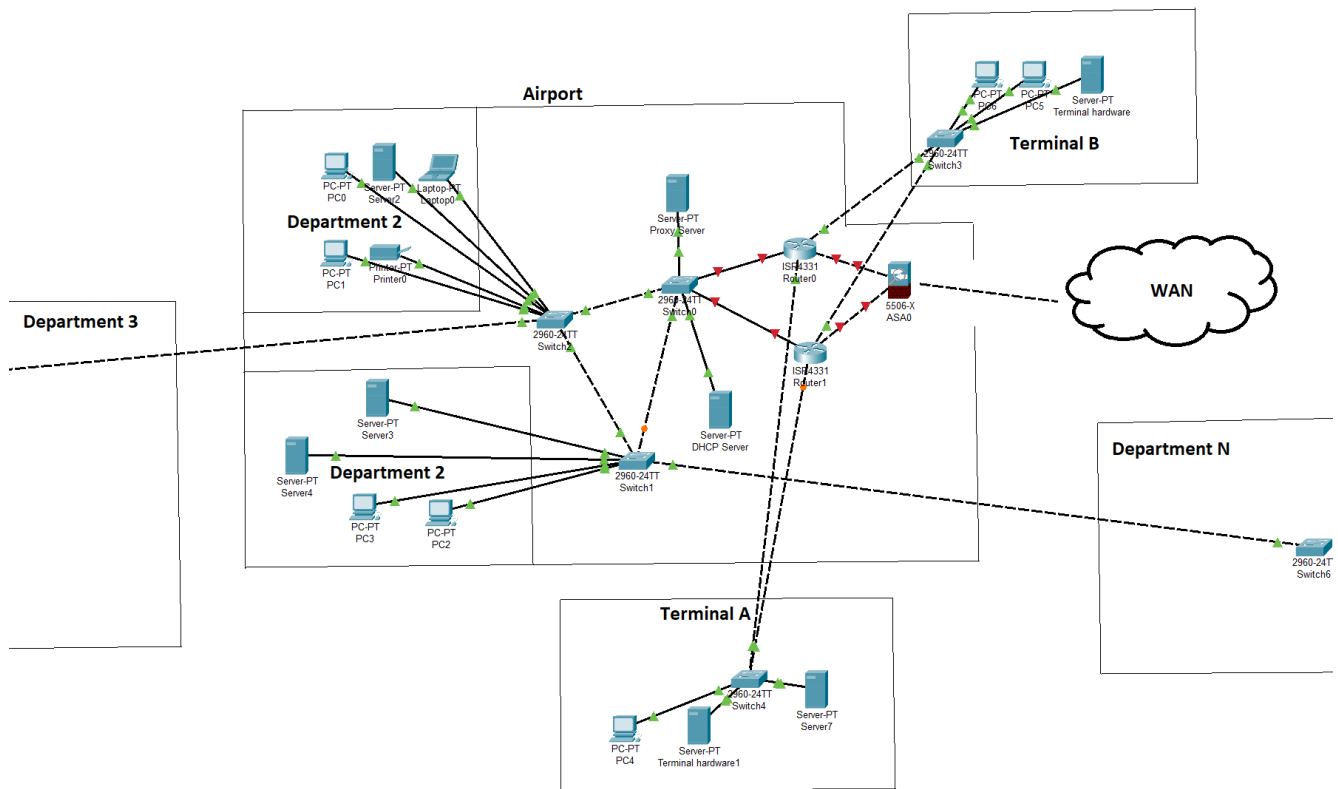 Airport
Terminal B
PC-PT
PC6
PC-PT
PC5
Server-PT
Terminal hardware
2960-24TT
Switch3
Department 2
PC-PT
PC0
Server-PT
Server2
Laptop-PT
Laptop0
PC-PT
PC1
Printer-PT
Printer0
Server-PT
Proxy Server
ISR4331
Router0
2960-24TT
Switch0
5506-X
ASA0
WAN
Department 3
2960-24TT
Switch2
ISR4331
Router1
Server-PT
DHCP Server
Department 2
Server-PT
Server3
Server-PT
Server4
PC-PT
PC3
PC-PT
PC2
2960-24TT
Switch1
Department N
2960-24TT
Switch6
Terminal A
2960-24TT
Switch4
PC-PT
PC4
Server-PT
Terminal hardware1
Server-PT
Server7